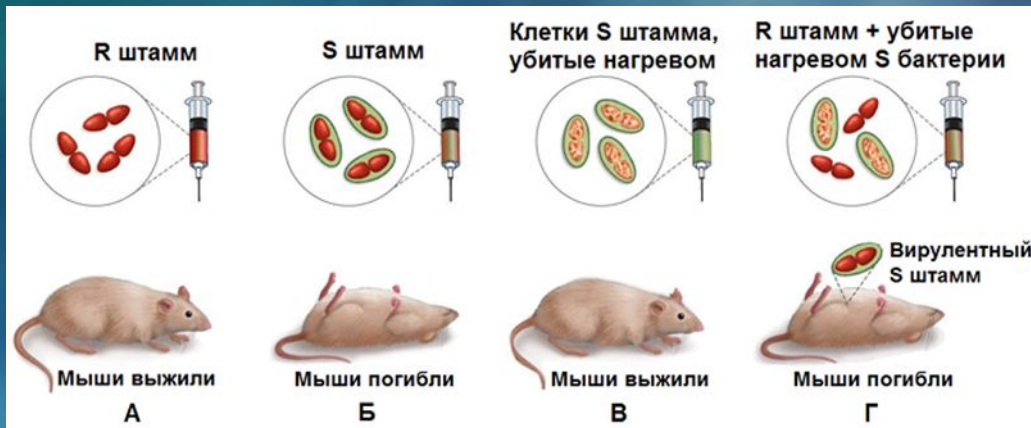 R штамм
S штамм
Клетки S штамма,
убитые нагревом
R штамм + убитые
нагревом S бактерии
Вирулентный
S штамм
Мыши выжили
Мыши погибли
Мыши выжили
Мыши погибли
А
Б
В
Г